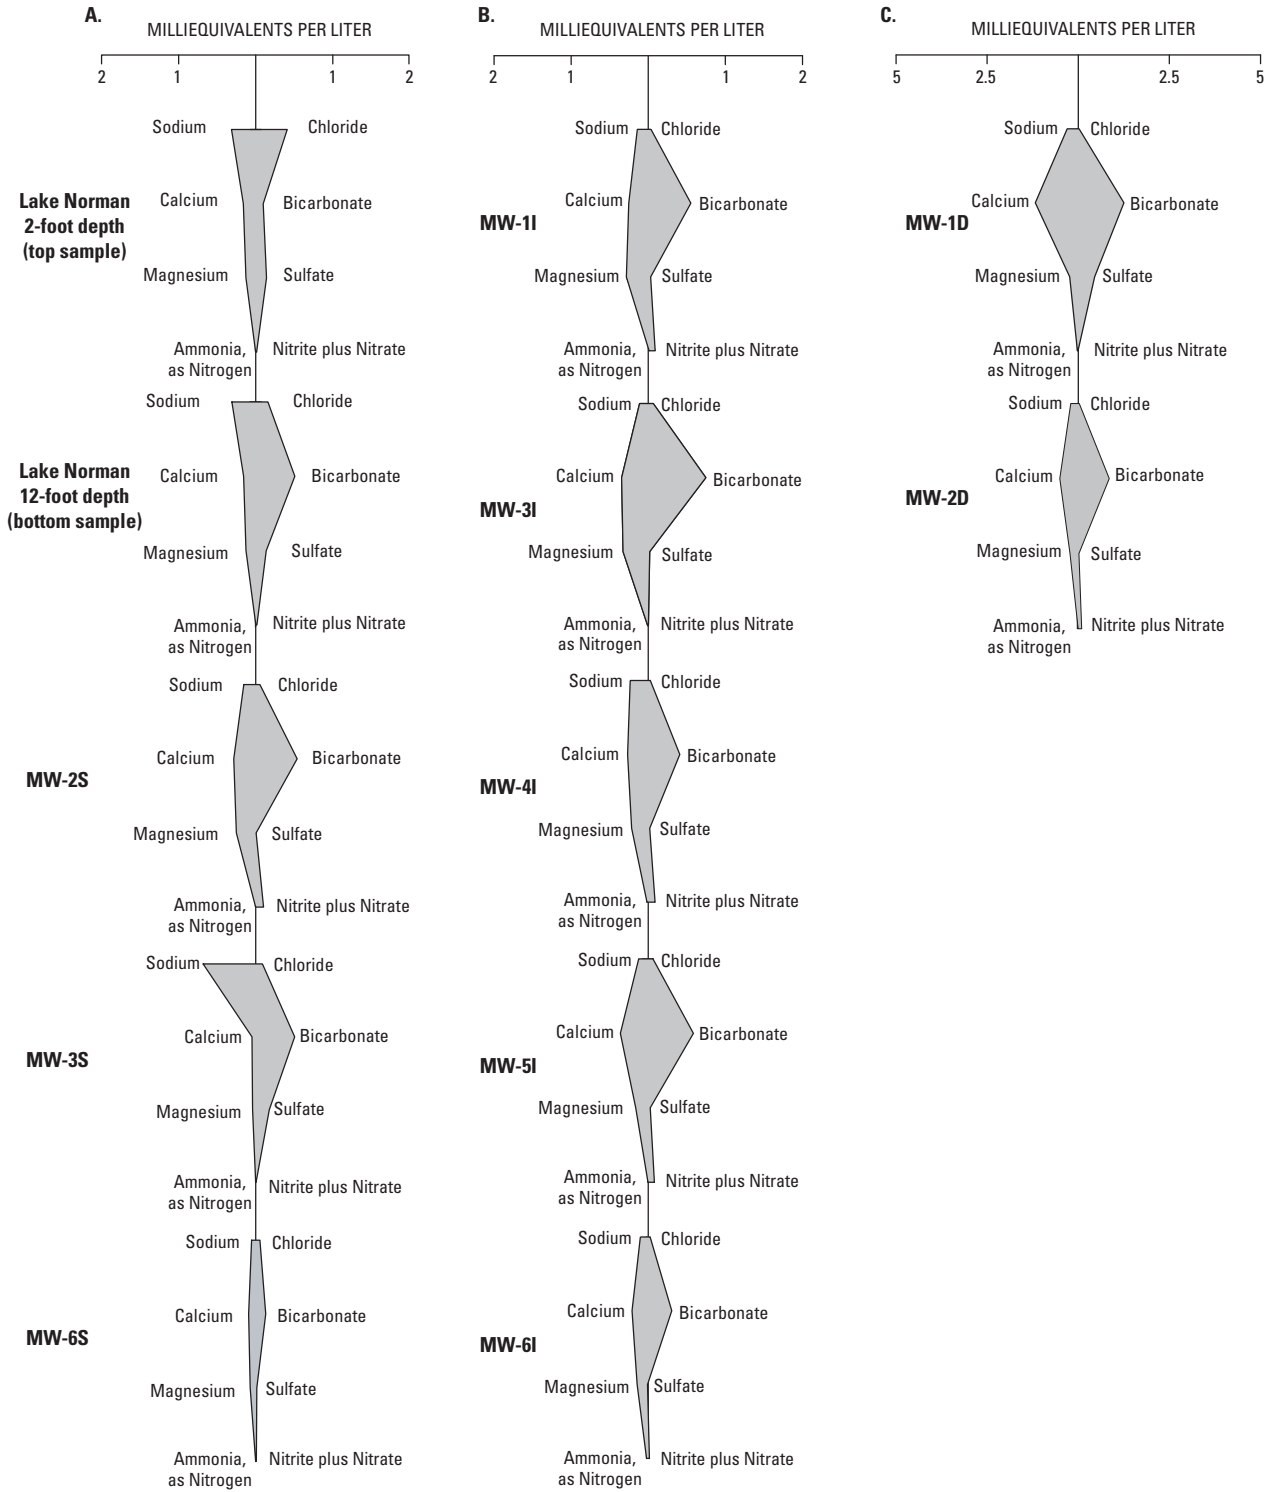 A.
MILLIEQUIVALENTS PER LITER
2 1 1 2
Sodium Chloride
Lake Norman
2-foot depth
(top sample)
Calcium Bicarbonate
Magnesium Sulfate
Ammonia,
as Nitrogen
Nitrite plus Nitrate
Sodium Chloride
Lake Norman
12-foot depth
(bottom sample)
Calcium Bicarbonate
Magnesium Sulfate
Ammonia,
as Nitrogen
Nitrite plus Nitrate
Sodium Chloride
MW-2S
Calcium Bicarbonate
Magnesium Sulfate
Ammonia,
as Nitrogen
Nitrite plus Nitrate
Sodium Chloride
MW-3S
Calcium Bicarbonate
Magnesium Sulfate
Ammonia,
as Nitrogen
Nitrite plus Nitrate
Sodium Chloride
MW-6S
Calcium Bicarbonate
Magnesium Sulfate
Ammonia,
as Nitrogen
Nitrite plus Nitrate
B.
MILLIEQUIVALENTS PER LITER
2 1 1 2
Sodium Chloride
MW-1I
Calcium Bicarbonate
Magnesium Sulfate
Ammonia,
as Nitrogen
Nitrite plus Nitrate
Sodium Chloride
MW-3I
Calcium Bicarbonate
Magnesium Sulfate
Ammonia,
as Nitrogen
Nitrite plus Nitrate
Sodium Chloride
MW-4I
Calcium Bicarbonate
Magnesium Sulfate
Ammonia,
as Nitrogen
Nitrite plus Nitrate
Sodium Chloride
MW-5I
Calcium Bicarbonate
Magnesium Sulfate
Ammonia,
as Nitrogen
Nitrite plus Nitrate
Sodium Chloride
MW-6I
Calcium Bicarbonate
Magnesium Sulfate
Ammonia,
as Nitrogen
Nitrite plus Nitrate
C.
MILLIEQUIVALENTS PER LITER
5 2.5 2.5 5
Sodium Chloride
MW-1D
Calcium Bicarbonate
Magnesium Sulfate
Ammonia,
as Nitrogen
Nitrite plus Nitrate
Sodium Chloride
MW-2D
Calcium Bicarbonate
Magnesium Sulfate
Ammonia,
as Nitrogen
Nitrite plus Nitrate